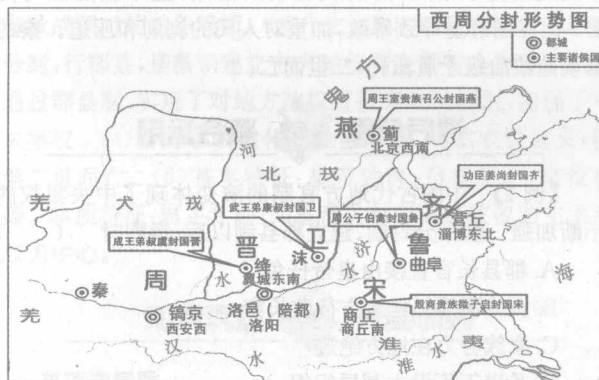 西周分封形势图
都城
主要诸侯国
周王室贵族召公封国燕
燕
蓟
北京西南
功臣姜尚封国齐
齐
营丘
淄博东北
河
北
戎
犬
戎
羌
武王弟康叔封国卫
周公子伯禽封国鲁
成王弟叔虞封国晋
晋
绛
翼城东南
卫
沬
济
水
鲁
曲阜
海
周
水
宋
殷商贵族微子启封国宋
秦
镐京
西安西
洛邑（陪都）
洛阳
商丘
商丘南
羌
汉
水
淮
水
淮
夷